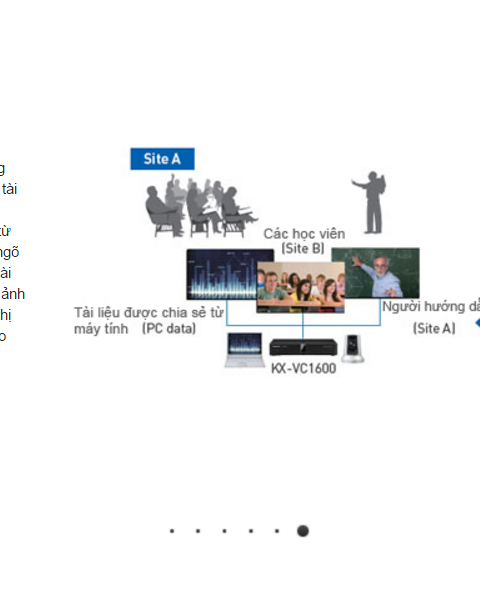 g
tài
từ
ngõ
ài
ảnh
hị
o
Site A
Các học viên
(Site B)
Tài liệu được chia sẻ từ
máy tính (PC data)
Người hướng dẫ
(Site A)
KX-VC1600